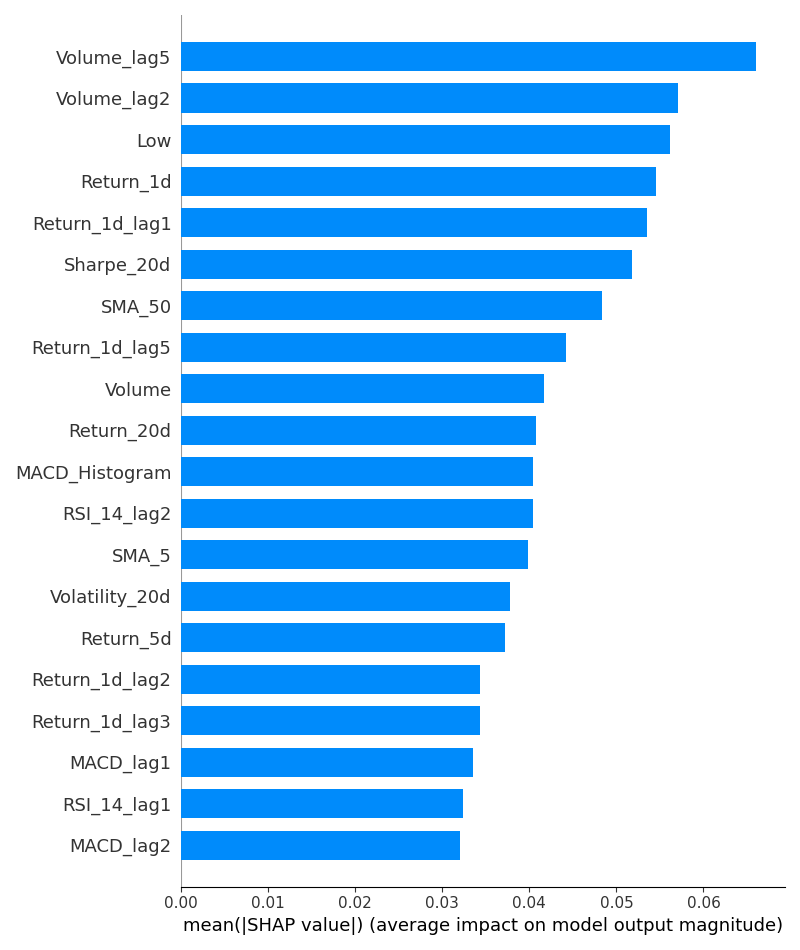 Volume_lag5
Volume_lag2
Low
Return_1d
Return_1d_lag1
Sharpe_20d
SMA_50
Return_1d_lag5
Volume
Return_20d
MACD_Histogram
RSI_14_lag2
SMA_5
Volatility_20d
Return_5d
Return_1d_lag2
Return_1d_lag3
MACD_lag1
RSI_14_lag1
MACD_lag2
0.00 0.01 0.02 0.03 0.04 0.05 0.06
mean(|SHAP value|) (average impact on model output magnitude)